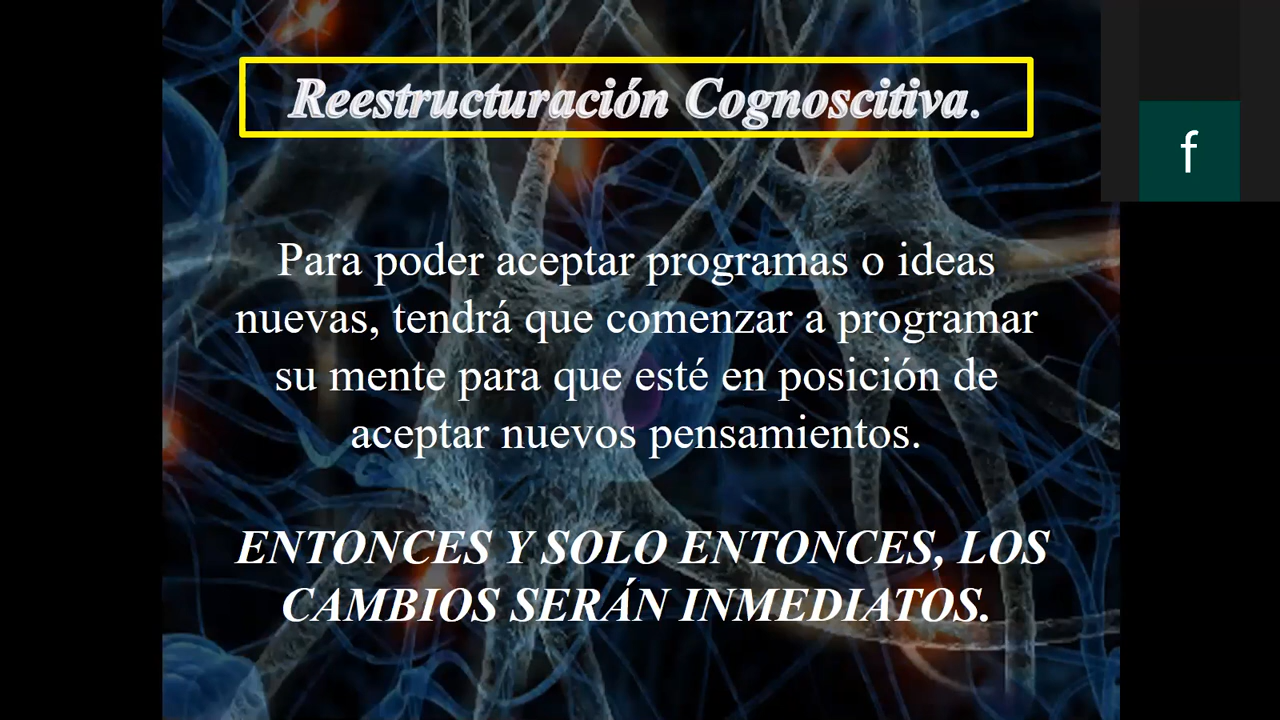 Reestructuración Cognoscitiva.
f
Para poder aceptar programas o ideas
nuevas, tendrá que comenzar a programar
su mente para que esté en posición de
aceptar nuevos pensamientos.
ENTONCES Y SOLO ENTONCES, LOS
CAMBIOS SERÁN INMEDIATOS.